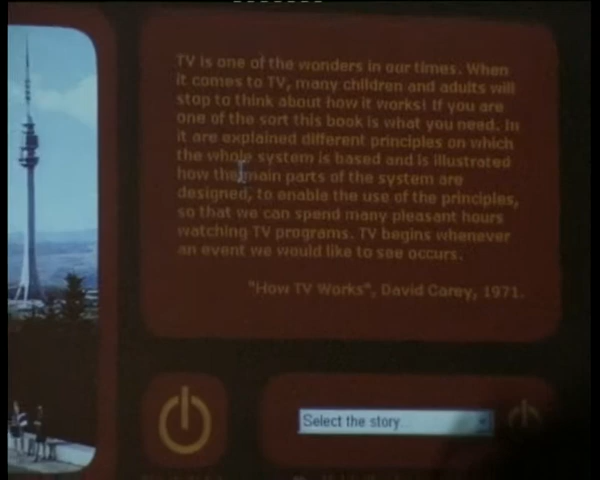 TV is one of the wonders in our times. When
it comes to TV, many children and adults will
stop to think about how it works! If you are
one of the sort this book is what you need. In
it are explained different principles on which
the whole system is based and is illustrated
how the main parts of the system are
designed, to enable the use of the principles,
so that we can spend many pleasant hours
watching TV programs. TV begins whenever
an event we would like to see occurs.
"How TV Works", David Carey, 1971.
Select the story...